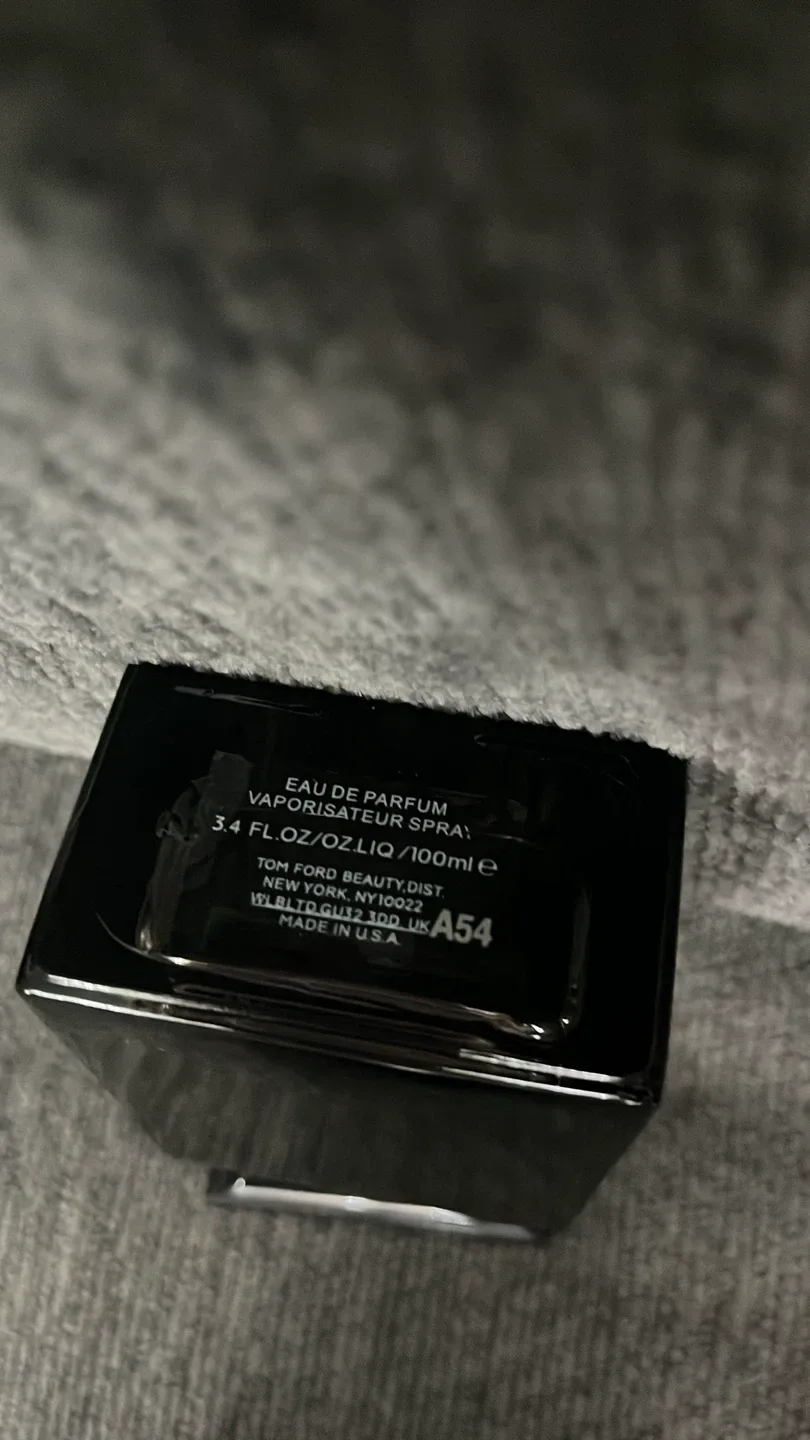 EAU DE PARFUM
VAPORISATEUR SPRAY
3.4 FL.OZ/OZ.LIQ /100ml ℮
TOM FORD BEAUTY,DIST.
NEW YORK, NY10022
WLBLTD.GU32 3DD UK A54
MADE IN U.S.A.